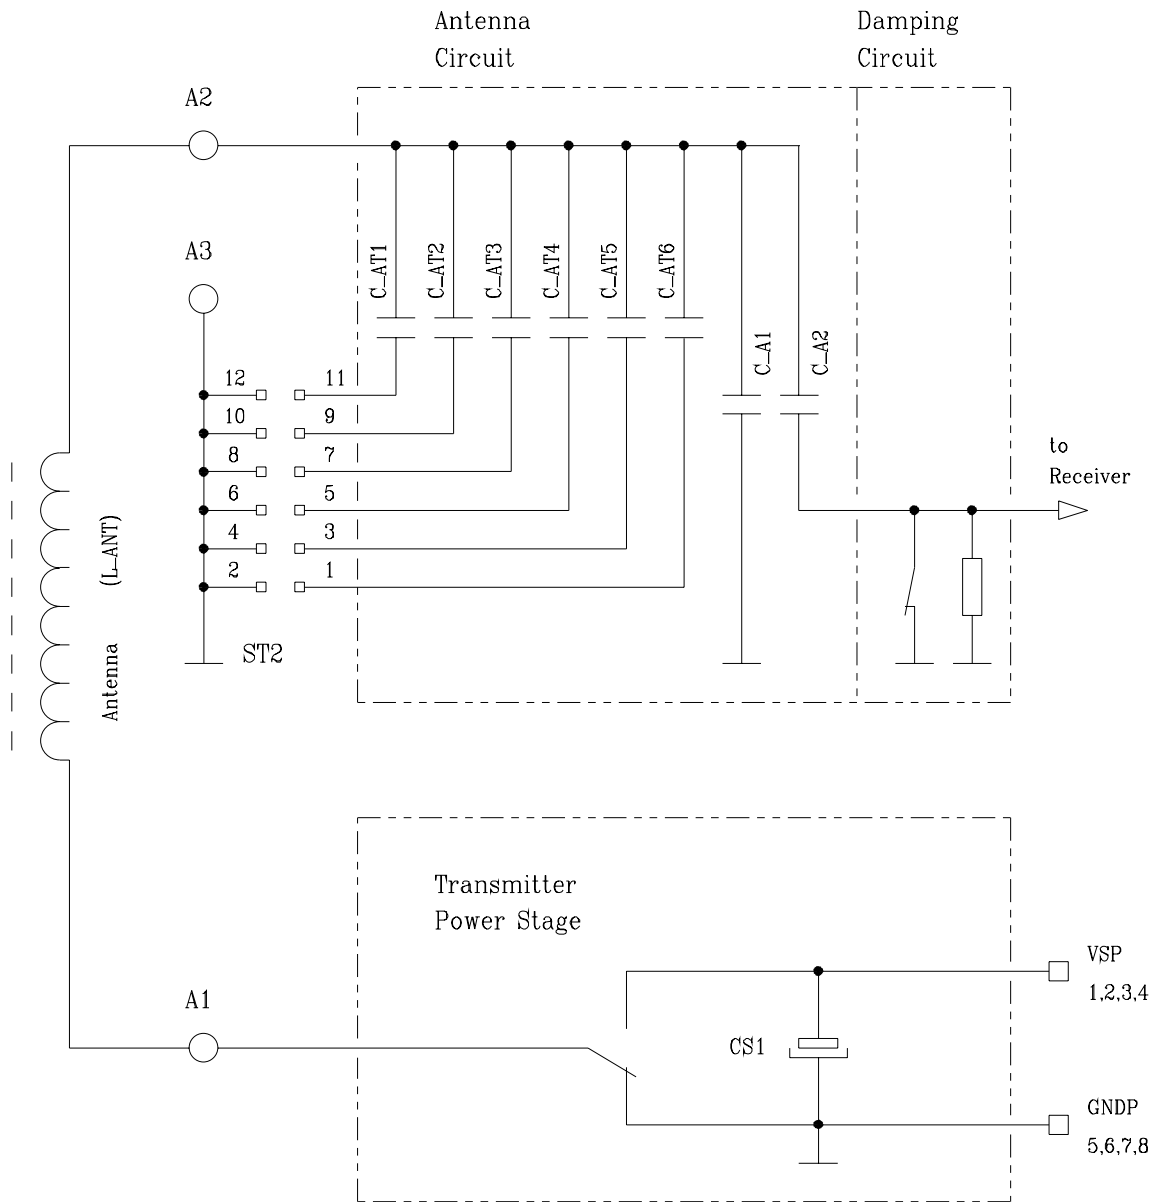 Antenna
Circuit
Damping
Circuit
A2
A3
C_AT1
C_AT2
C_AT3
C_AT4
C_AT5
C_AT6
C_A1
C_A2
12
11
10
9
8
7
6
5
4
3
2
1
to
Receiver
(L_ANT)
Antenna
ST2
Transmitter
Power Stage
VSP
1,2,3,4
A1
CS1
GNDP
5,6,7,8